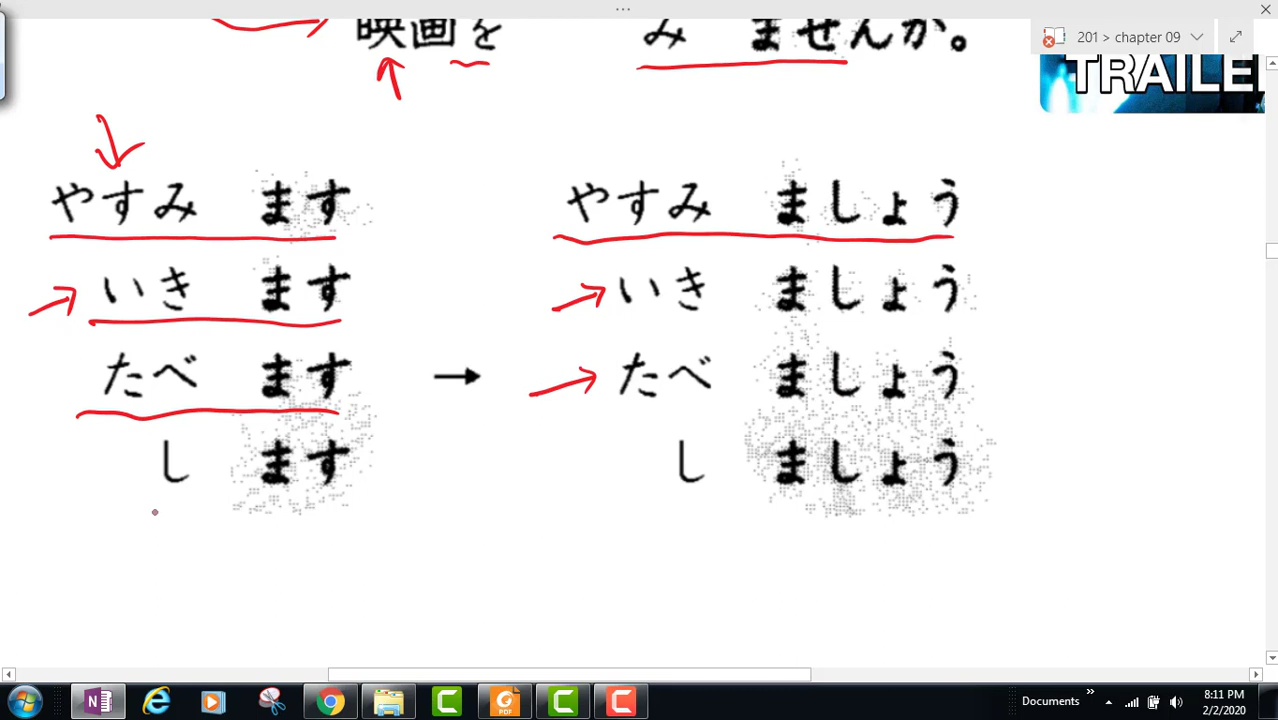 映画を みませんか。
201 > chapter 09
TRAILE
やすみ ます やすみ ましょう
いき ます いき ましょう
たべ ます → たべ ましょう
し ます し ましょう
PDF
Documents
8:11 PM
2/2/2020